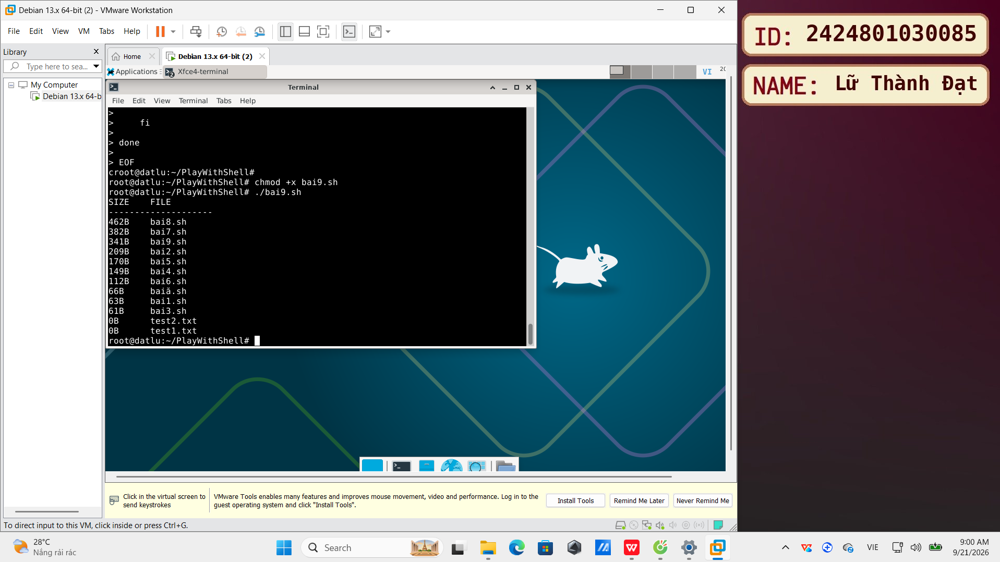 Debian 13.x 64-bit (2) - VMware Workstation
File Edit View VM Tabs Help
Library
Type here to sea...
My Computer
Debian 13.x 64-b
Home
Debian 13.x 64-bit (2)
Applications
2 Xfce4-terminal
VI
20
Terminal
File Edit View Terminal Tabs Help
>
> fi
>
> done
>
> EOF
croot@datlu:~/PlayWithShell#
root@datlu:~/PlayWithShell# chmod +x bai9.sh
root@datlu:~/PlayWithShell# ./bai9.sh
SIZE FILE
--------------------
462B bai8.sh
382B bai7.sh
341B bai9.sh
209B bai2.sh
170B bai5.sh
149B bai4.sh
112B bai6.sh
66B baiă.sh
63B bai1.sh
61B bai3.sh
0B test2.txt
0B test1.txt
root@datlu:~/PlayWithShell#
Click in the virtual screen to
send keystrokes
VMware Tools enables many features and improves mouse movement, video and performance. Log in to the
guest operating system and click "Install Tools".
Install Tools
Remind Me Later
Never Remind Me
To direct input to this VM, click inside or press Ctrl+G.
ID: 2424801030085
NAME: Lữ Thành Đạt
28°C
Nắng rải rác
Search
VIE
9:00 AM
9/21/2026